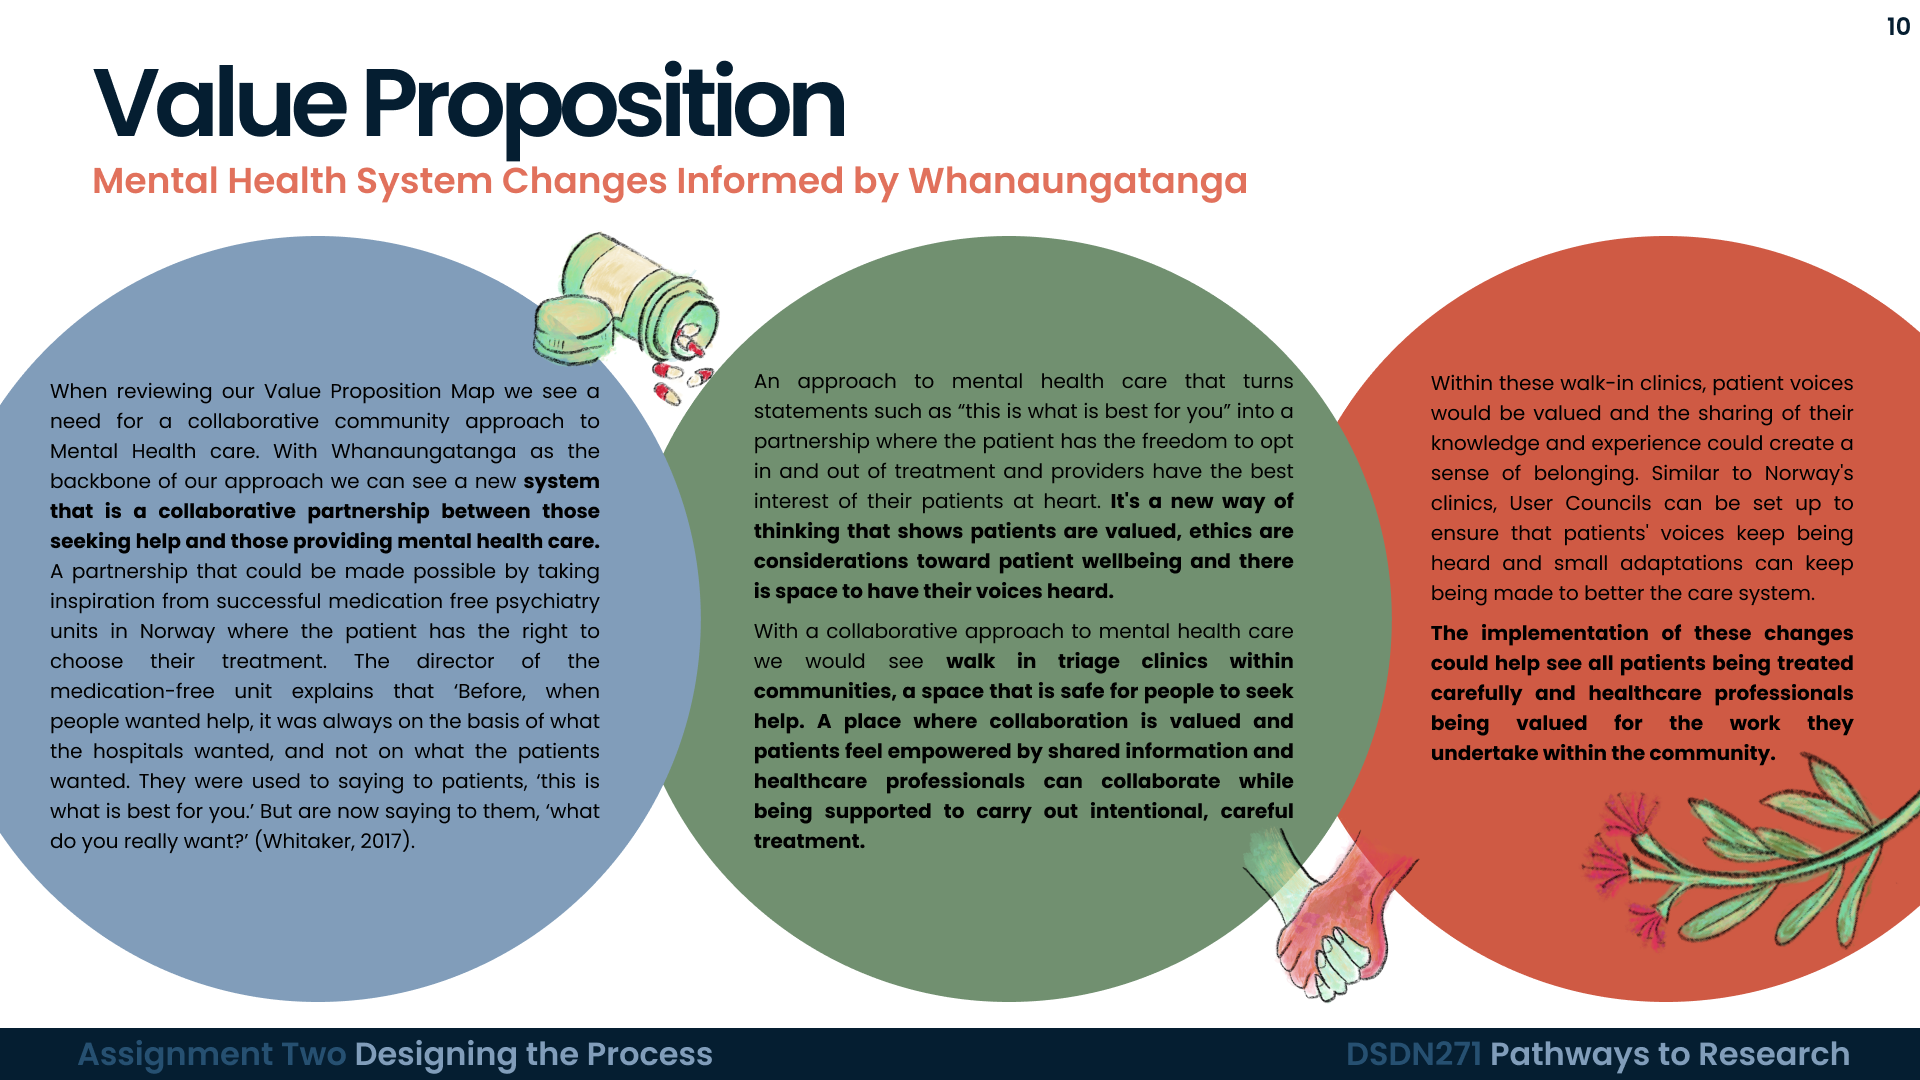 10
Value Proposition
Mental Health System Changes Informed by Whanaungatanga
When reviewing our Value Proposition Map we see a
need for a collaborative community approach to
Mental Health care. With Whanaungatanga as the
backbone of our approach we can see a new system
that is a collaborative partnership between those
seeking help and those providing mental health care.
A partnership that could be made possible by taking
inspiration from successful medication free psychiatry
units in Norway where the patient has the right to
choose their treatment. The director of the
medication-free unit explains that ‘Before, when
people wanted help, it was always on the basis of what
the hospitals wanted, and not on what the patients
wanted. They were used to saying to patients, ‘this is
what is best for you.’ But are now saying to them, ‘what
do you really want?’ (Whitaker, 2017).
An approach to mental health care that turns
statements such as “this is what is best for you” into a
partnership where the patient has the freedom to opt
in and out of treatment and providers have the best
interest of their patients at heart. It's a new way of
thinking that shows patients are valued, ethics are
considerations toward patient wellbeing and there
is space to have their voices heard.
With a collaborative approach to mental health care
we would see walk in triage clinics within
communities, a space that is safe for people to seek
help. A place where collaboration is valued and
patients feel empowered by shared information and
healthcare professionals can collaborate while
being supported to carry out intentional, careful
treatment.
Within these walk-in clinics, patient voices
would be valued and the sharing of their
knowledge and experience could create a
sense of belonging. Similar to Norway's
clinics, User Councils can be set up to
ensure that patients' voices keep being
heard and small adaptations can keep
being made to better the care system.
The implementation of these changes
could help see all patients being treated
carefully and healthcare professionals
being valued for the work they
undertake within the community.
Assignment Two Designing the Process
DSDN271 Pathways to Research